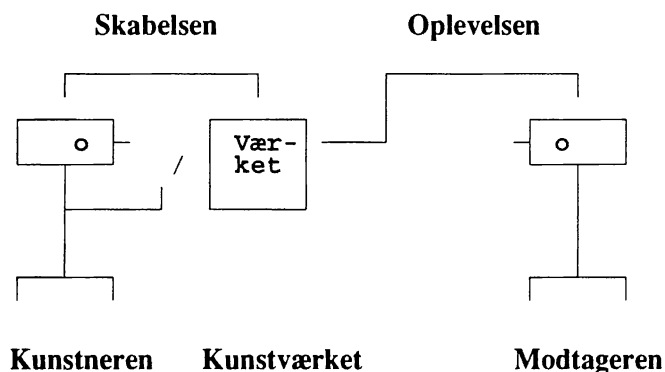 Skabelsen Oplevelsen
Vær-
ket
Kunstneren Kunstværket Modtageren